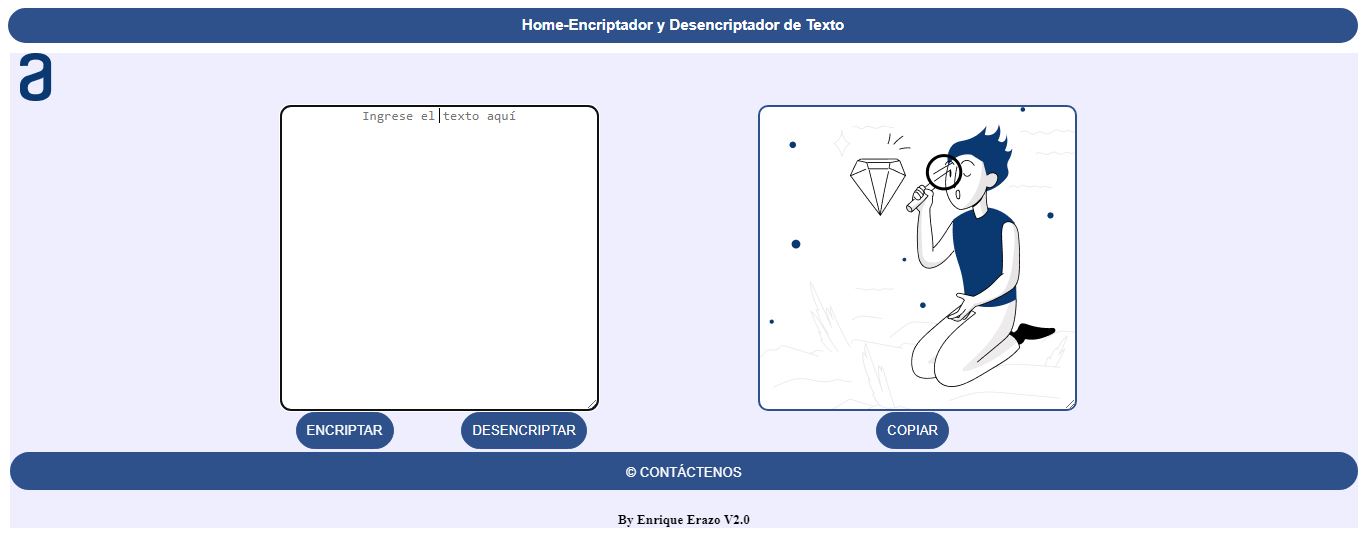 Home-Encriptador y Desencriptador de Texto
a
Ingrese el texto aquí
ENCRIPTAR
DESENCRIPTAR
COPIAR
© CONTÁCTENOS
By Enrique Erazo V2.0